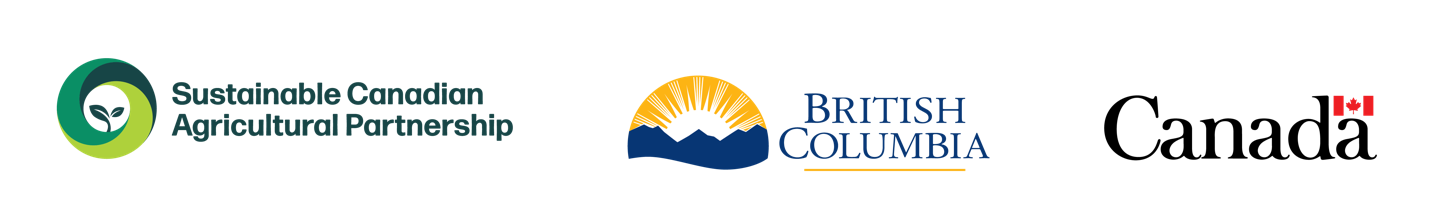 Sustainable Canadian
Agricultural Partnership
BRITISH
COLUMBIA
Canada